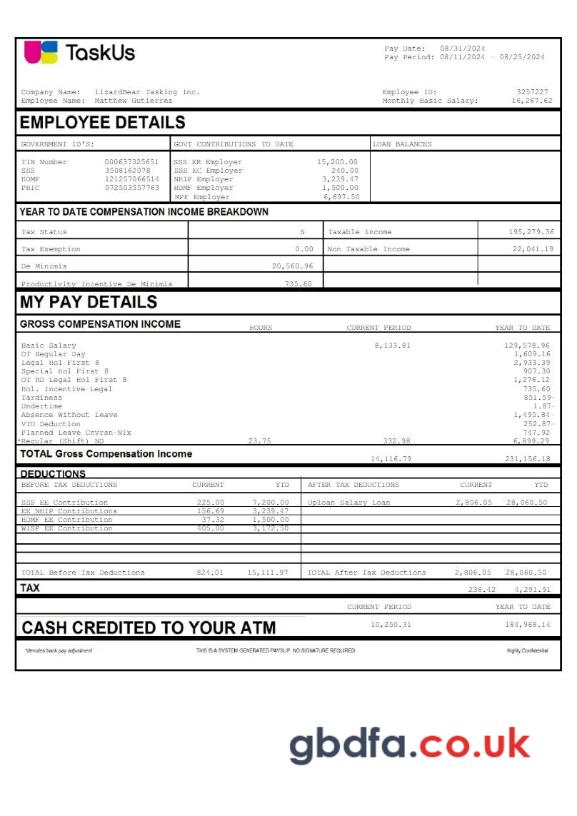 TaskUs
Pay Date: 08/31/2024
Pay Period: 08/11/2024 - 08/25/2024
Company Name: LizardBear Tasking Inc.
Employee ID: 3257227
Employee Name: Matthew Gutierrez
Monthly Basic Salary: 16,267.62
EMPLOYEE DETAILS
GOVERNMENT ID'S: GOVT CONTRIBUTIONS TO DATE LOAN BALANCES
TIN Number 000637325651 SSS ER Employer 15,200.00
SSS 3508162078 SSS EC Employer 240.00
HDMF 121257066514 NHIP Employer 3,239.47
PHIC 072503557763 HDMF Employer 1,500.00
MPF Employer 6,697.50
YEAR TO DATE COMPENSATION INCOME BREAKDOWN
Tax Status S Taxable Income 195,279.36
Tax Exemption 0.00 Non Taxable Income 22,041.19
De Minimis 20,560.96
Productivity Incentive De Minimis 735.60
MY PAY DETAILS
GROSS COMPENSATION INCOME HOURS CURRENT PERIOD YEAR TO DATE
Basic Salary 8,133.81 129,578.96
OT Regular Day 1,609.16
Legal Hol First 8 2,933.39
Special Hol First 8 907.30
OT RD Legal Hol First 8 1,276.12
Hol. Incentive-Legal 735.60
Tardiness 851.59-
Undertime 1.87-
Absence Without Leave 1,495.84-
VTO Deduction 252.87-
Planned Leave Cnvrsn-NTx 747.92
*Regular (Shift) ND 23.75 332.98 6,899.29
TOTAL Gross Compensation Income 14,116.79 231,156.18
DEDUCTIONS
BEFORE TAX DEDUCTIONS CURRENT YTD AFTER TAX DEDUCTIONS CURRENT YTD
SSS EE Contribution 225.00 7,200.00 Uploan Salary Loan 2,806.05 28,060.50
EE NHIP Contributions 156.69 3,239.47
HDMF EE Contribution 37.32 1,500.00
WISP EE Contribution 405.00 3,172.50
TOTAL Before Tax Deductions 824.01 15,111.97 TOTAL After Tax Deductions 2,806.05 28,060.50
TAX 236.42 4,291.91
CURRENT PERIOD YEAR TO DATE
CASH CREDITED TO YOUR ATM 10,250.31 184,968.14
*denotes back pay adjustment THIS IS A SYSTEM GENERATED PAYSLIP. NO SIGNATURE REQUIRED Highly Confidential
gbdfa.co.uk